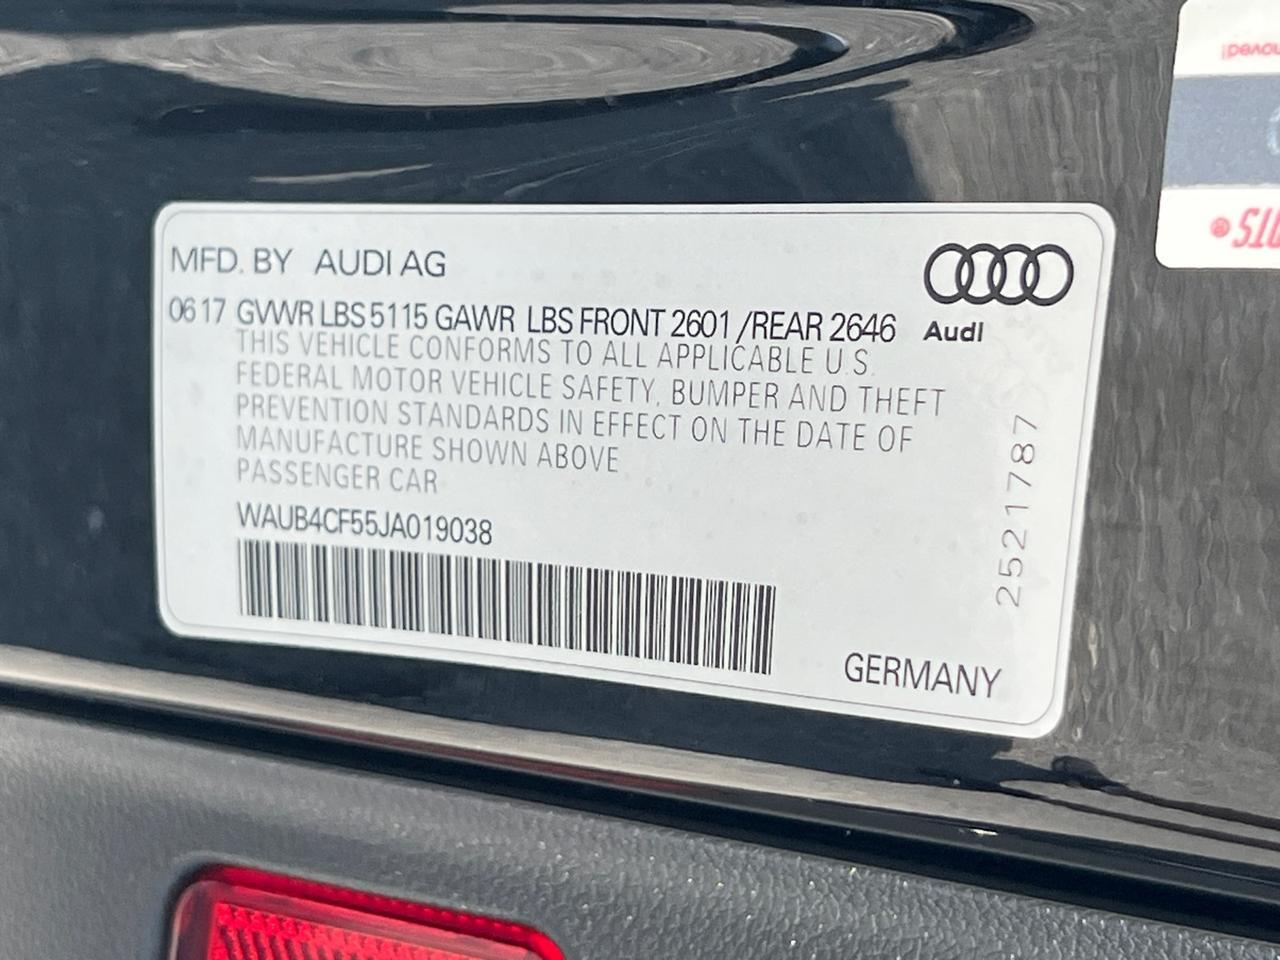 MFD. BY AUDI AG
06 17 GVWR LBS 5115 GAWR LBS FRONT 2601 /REAR 2646
Audi
THIS VEHICLE CONFORMS TO ALL APPLICABLE U.S.
FEDERAL MOTOR VEHICLE SAFETY, BUMPER AND THEFT
PREVENTION STANDARDS IN EFFECT ON THE DATE OF
MANUFACTURE SHOWN ABOVE
PASSENGER CAR
WAUB4CF55JA019038
2521787
GERMANY